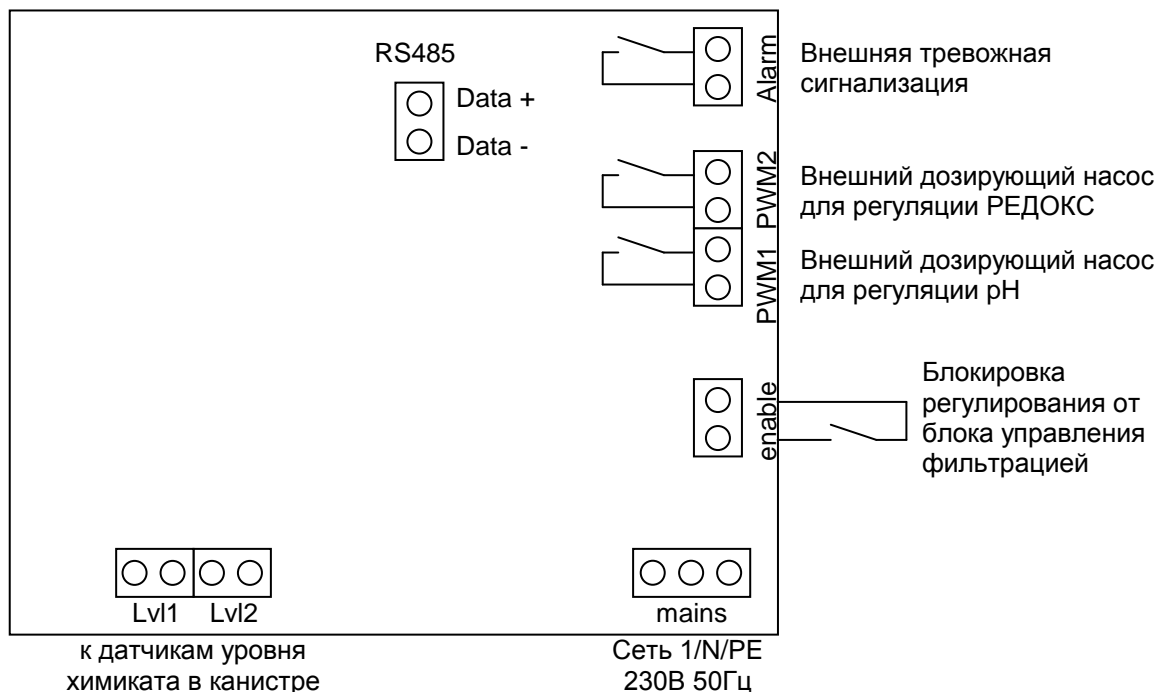 RS485
Data +
Data -
Alarm
Внешняя тревожная
сигнализация
PWM2
Внешний дозирующий насос
для регуляции РЕДОКС
PWM1
Внешний дозирующий насос
для регуляции pH
enable
Блокировка
регулирования от
блока управления
фильтрацией
Lvl1 Lvl2
к датчикам уровня
химиката в канистре
mains
Сеть 1/N/PE
230В 50Гц